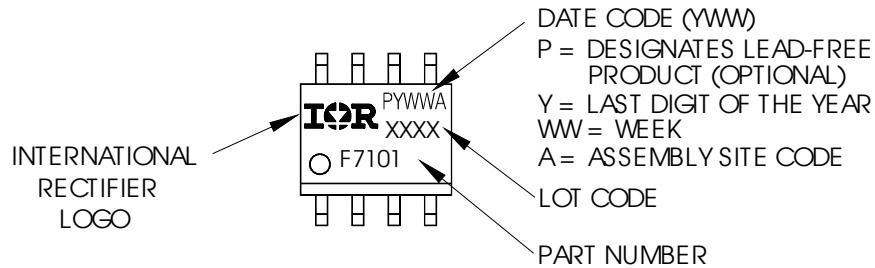 DATE CODE (YWW)
P = DESIGNATES LEAD-FREE
PRODUCT (OPTIONAL)
Y = LAST DIGIT OF THE YEAR
WW = WEEK
A = ASSEMBLY SITE CODE
LOT CODE
PART NUMBER
INTERNATIONAL
RECTIFIER
LOGO
IOR
PYWWA
XXXX
F7101